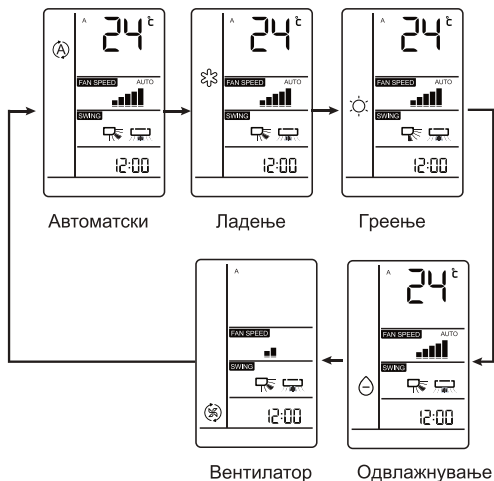 A
24 °c
FAN SPEED AUTO
SWING
12:00
Автоматски
A
24 °c
FAN SPEED AUTO
SWING
12:00
Ладење
A
24 °c
FAN SPEED AUTO
SWING
12:00
Греење
A
FAN SPEED
SWING
12:00
Вентилатор
A
24 °c
FAN SPEED AUTO
SWING
12:00
Одвлажнување